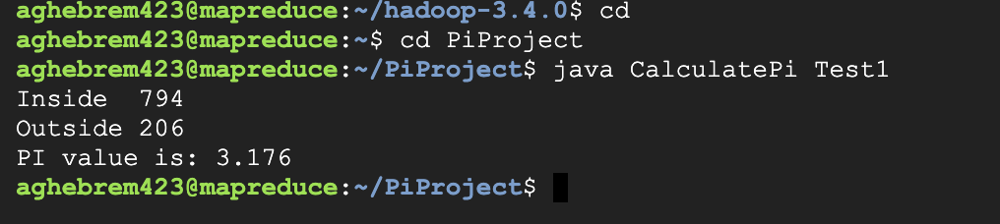 aghebrem423@mapreduce:~/hadoop-3.4.0$ cd
aghebrem423@mapreduce:~$ cd PiProject
aghebrem423@mapreduce:~/PiProject$ java CalculatePi Test1
Inside  794
Outside 206
PI value is: 3.176
aghebrem423@mapreduce:~/PiProject$